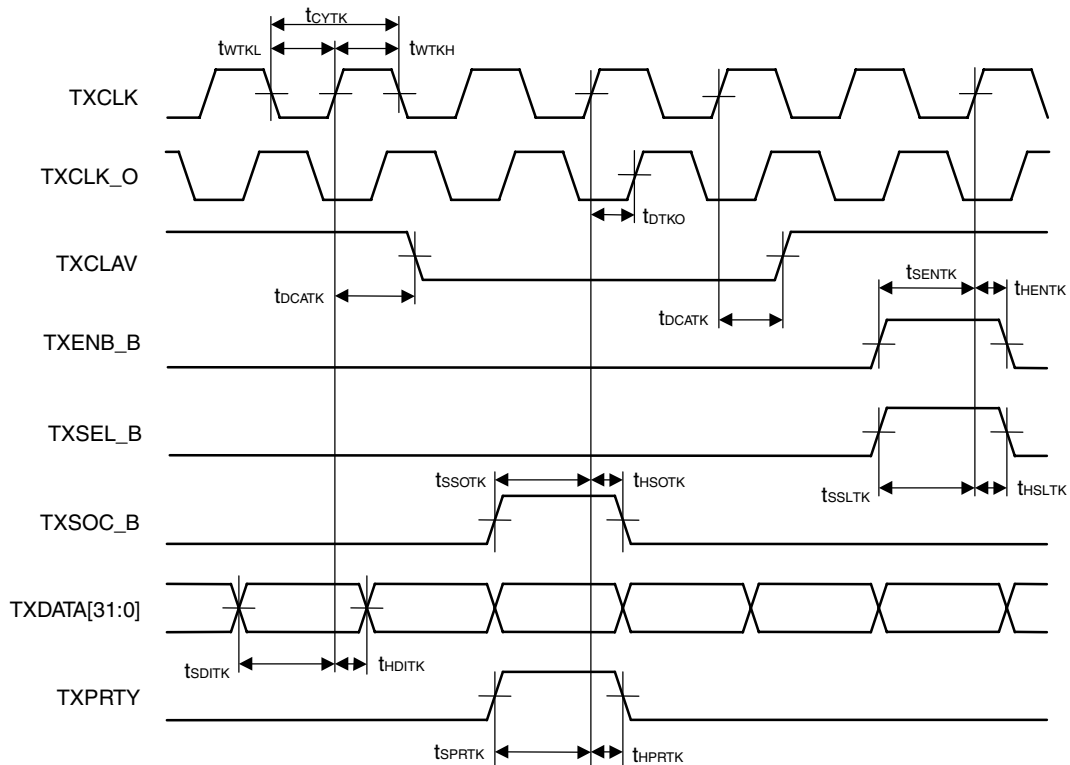 tCYTK
tWTKL
tWTKH
TXCLK
TXCLK_O
tDTKO
TXCLAV
tDCATK
tDCATK
tSENTK
tHENTK
TXENB_B
TXSEL_B
tSSOTK
tHSOTK
tSSLTK
tHSLTK
TXSOC_B
TXDATA[31:0]
tSDITK
tHDITK
TXPRTY
tSPRTK
tHPRTK